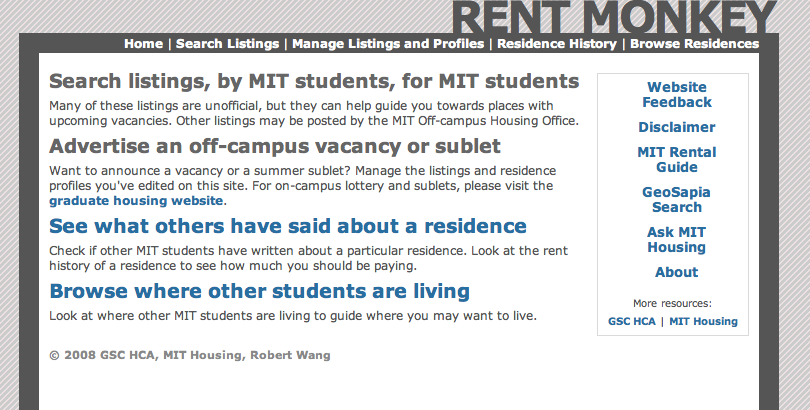 RENT MONKEY
Home | Search Listings | Manage Listings and Profiles | Residence History | Browse Residences
Search listings, by MIT students, for MIT students
Many of these listings are unofficial, but they can help guide you towards places with
upcoming vacancies. Other listings may be posted by the MIT Off-campus Housing Office.
Advertise an off-campus vacancy or sublet
Want to announce a vacancy or a summer sublet? Manage the listings and residence
profiles you've edited on this site. For on-campus lottery and sublets, please visit the
graduate housing website.
See what others have said about a residence
Check if other MIT students have written about a particular residence. Look at the rent
history of a residence to see how much you should be paying.
Browse where other students are living
Look at where other MIT students are living to guide where you may want to live.
© 2008 GSC HCA, MIT Housing, Robert Wang
Website
Feedback
Disclaimer
MIT Rental
Guide
GeoSapia
Search
Ask MIT
Housing
About
More resources:
GSC HCA | MIT Housing